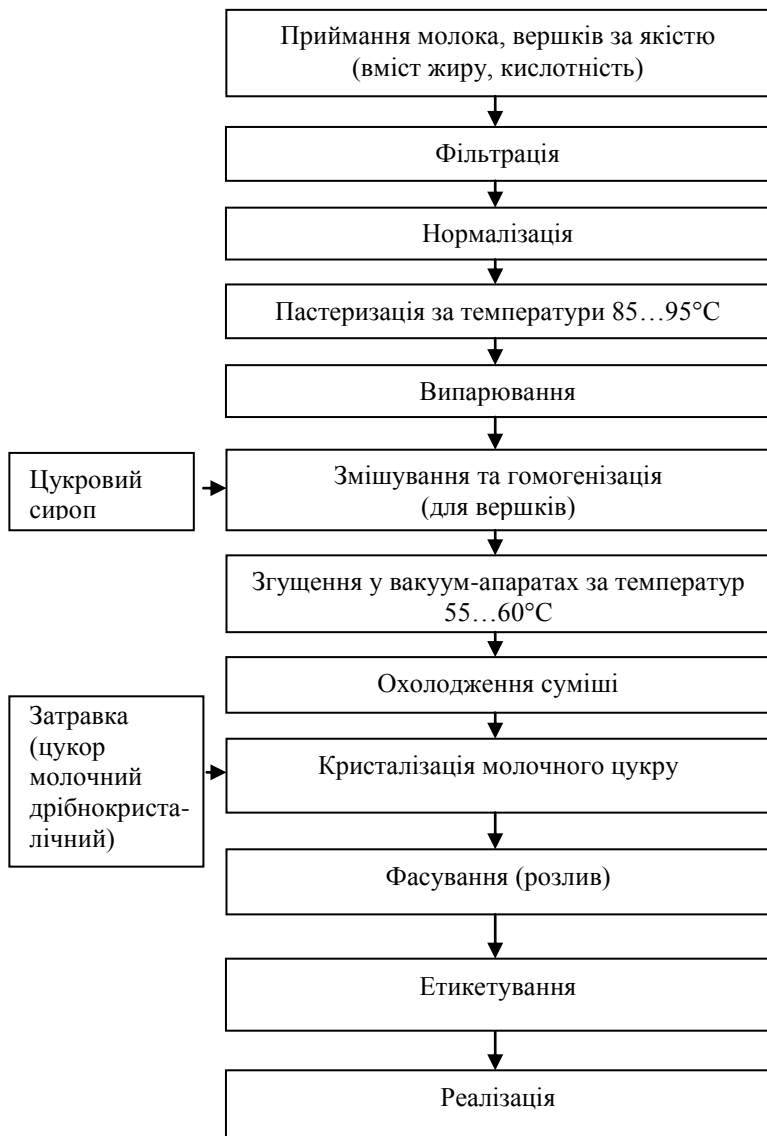 Приймання молока, вершків за якістю
(вміст жиру, кислотність)
Фільтрація
Нормалізація
Пастеризація за температури 85…95°С
Випарювання
Цукровий
сироп
Змішування та гомогенізація
(для вершків)
Згущення у вакуум-апаратах за температур
55…60°С
Охолодження суміші
Затравка
(цукор
молочний
дрібнокриста-
лічний)
Кристалізація молочного цукру
Фасування (розлив)
Етикетування
Реалізація